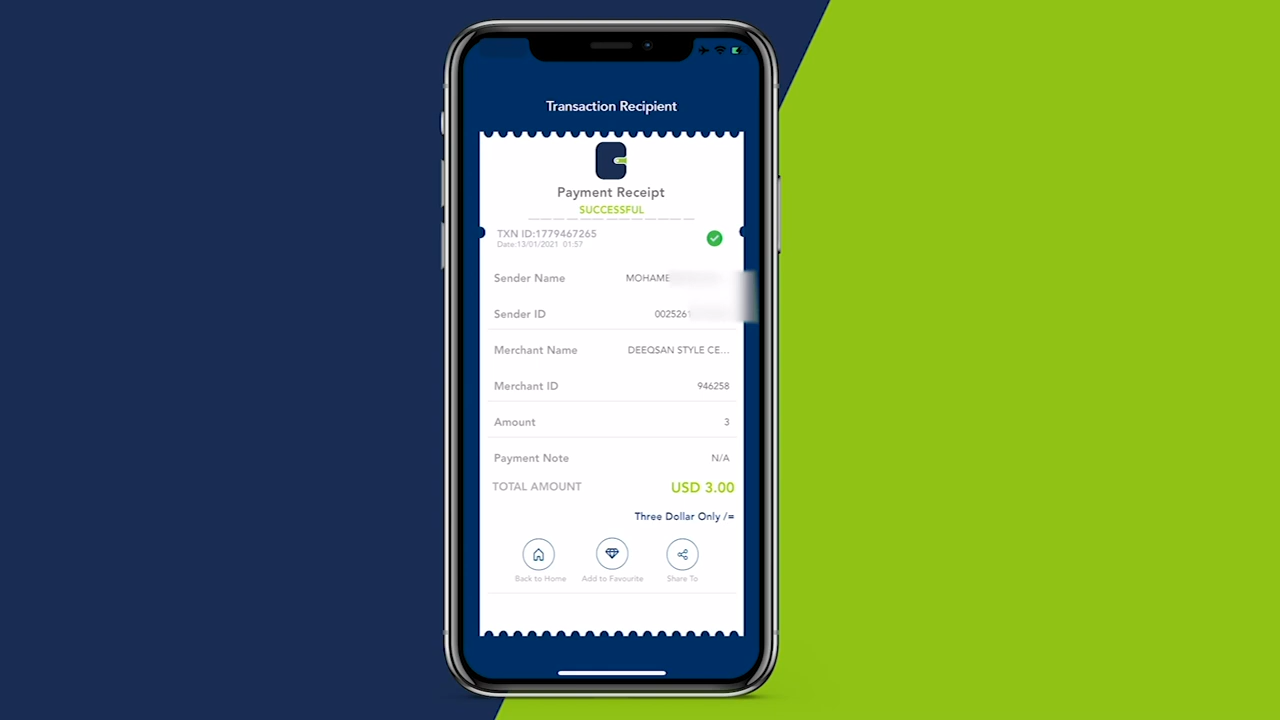 Transaction Recipient
Payment Receipt
SUCCESSFUL
TXN ID:1779467265
Date:13/01/2021 01:57
Sender Name MOHAME
Sender ID 0025261
Merchant Name DEEQSAN STYLE CE...
Merchant ID 946258
Amount 3
Payment Note N/A
TOTAL AMOUNT USD 3.00
Three Dollar Only /=
Back to Home Add to Favourite Share To